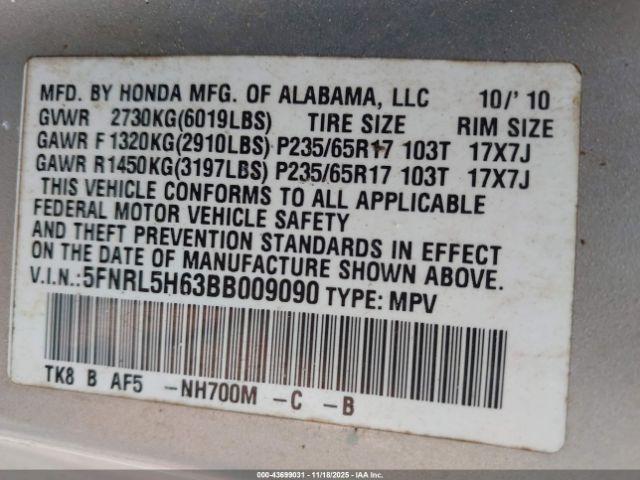 MFD. BY HONDA MFG. OF ALABAMA, LLC 10/'10
GVWR 2730KG(6019LBS) TIRE SIZE RIM SIZE
GAWR F 1320KG(2910LBS) P235/65R17 103T 17X7J
GAWR R1450KG(3197LBS) P235/65R17 103T 17X7J
THIS VEHICLE CONFORMS TO ALL APPLICABLE
FEDERAL MOTOR VEHICLE SAFETY
AND THEFT PREVENTION STANDARDS IN EFFECT
ON THE DATE OF MANUFACTURE SHOWN ABOVE.
V.I.N.:5FNRL5H63BB009090 TYPE: MPV
TK8 B AF5 -NH700M -C -B
000-43699031 - 11/18/2025 - IAA Inc.